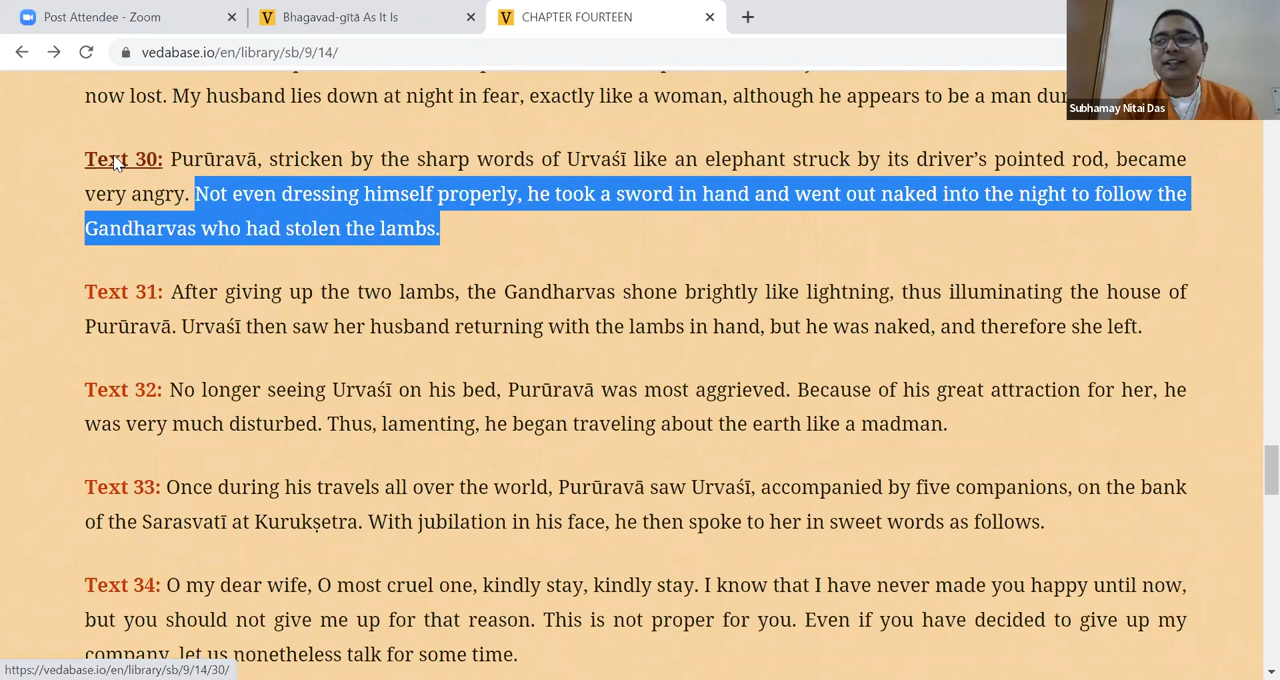 Post Attendee - Zoom
Bhagavad-gītā As It Is
CHAPTER FOURTEEN
vedabase.io/en/library/sb/9/14/
Subhamay Nitai Das
now lost. My husband lies down at night in fear, exactly like a woman, although he appears to be a man
Text 30: Purūravā, stricken by the sharp words of Urvaśī like an elephant struck by its driver’s pointed rod, became
very angry. Not even dressing himself properly, he took a sword in hand and went out naked into the night to follow the
Gandharvas who had stolen the lambs.
Text 31: After giving up the two lambs, the Gandharvas shone brightly like lightning, thus illuminating the house of
Purūravā. Urvaśī then saw her husband returning with the lambs in hand, but he was naked, and therefore she left.
Text 32: No longer seeing Urvaśī on his bed, Purūravā was most aggrieved. Because of his great attraction for her, he
was very much disturbed. Thus, lamenting, he began traveling about the earth like a madman.
Text 33: Once during his travels all over the world, Purūravā saw Urvaśī, accompanied by five companions, on the bank
of the Sarasvatī at Kurukṣetra. With jubilation in his face, he then spoke to her in sweet words as follows.
Text 34: O my dear wife, O most cruel one, kindly stay, kindly stay. I know that I have never made you happy until now,
but you should not give me up for that reason. This is not proper for you. Even if you have decided to give up my
company, let us nonetheless talk for some time.
https://vedabase.io/en/library/sb/9/14/30/